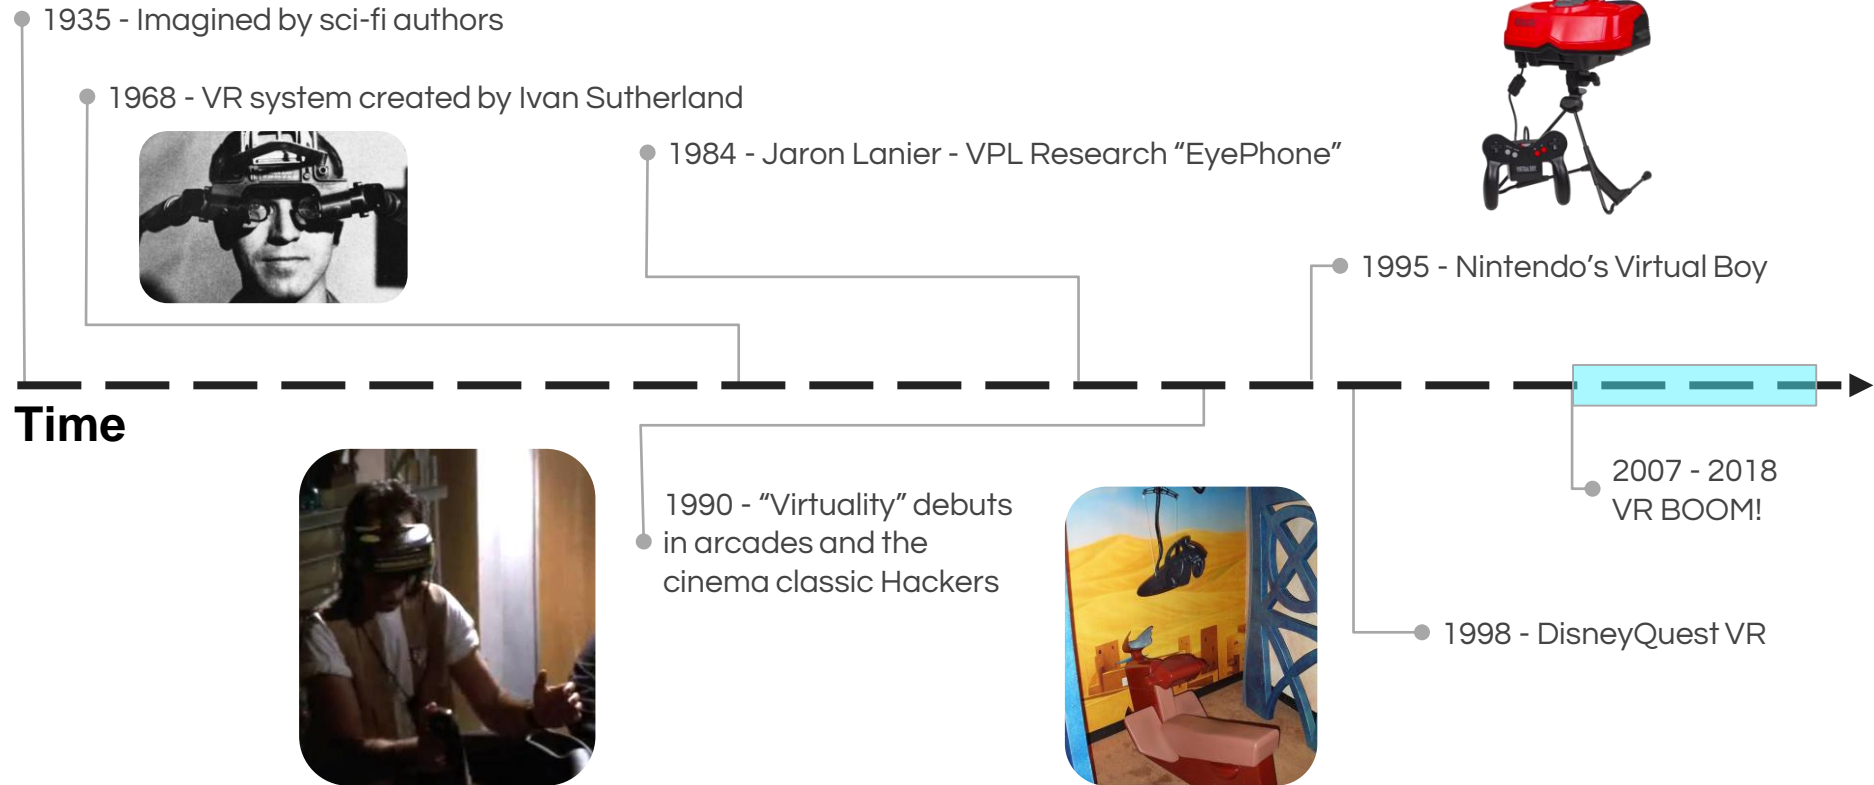 1935 - Imagined by sci-fi authors
1968 - VR system created by Ivan Sutherland
1984 - Jaron Lanier - VPL Research “EyePhone”
1995 - Nintendo’s Virtual Boy
Time
1990 - “Virtuality” debuts
in arcades and the
cinema classic Hackers
2007 - 2018
VR BOOM!
1998 - DisneyQuest VR